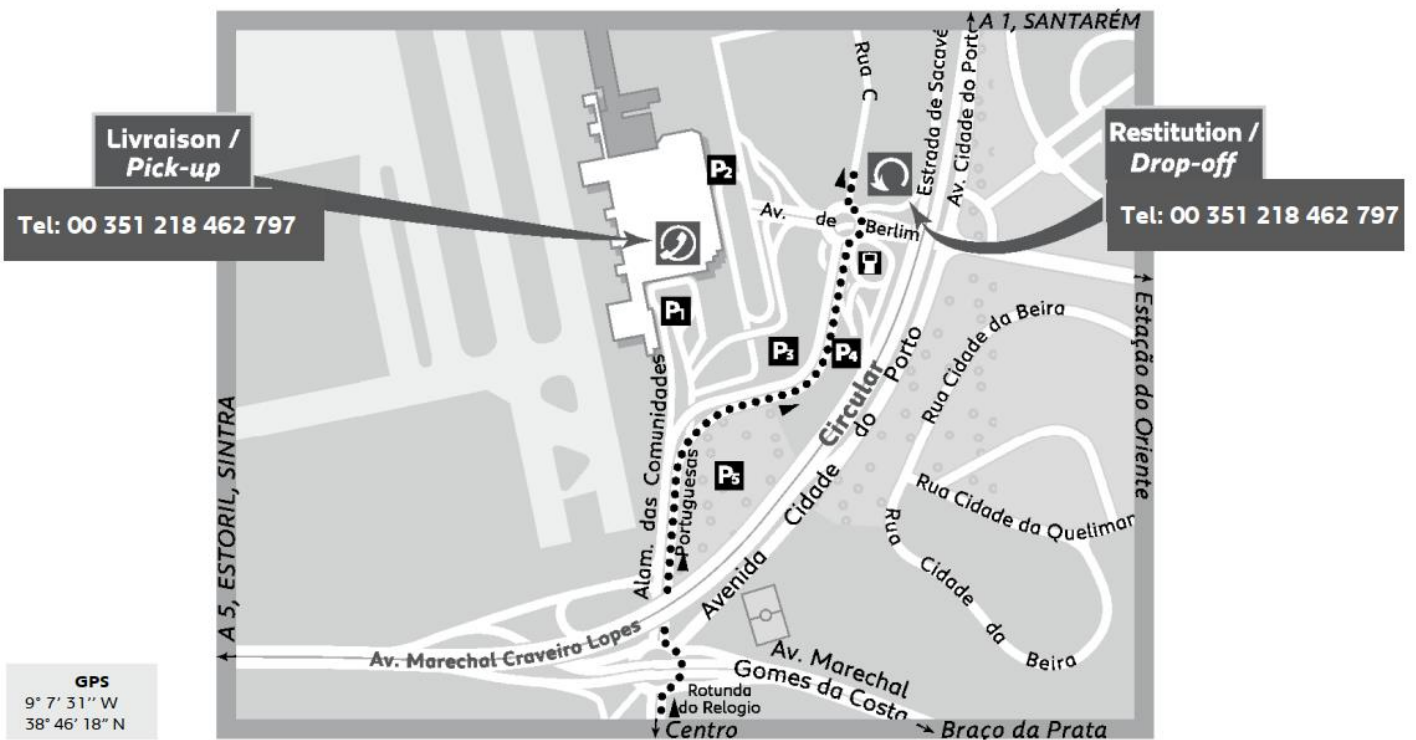 A 1, SANTARÉM
Livraison /
Pick-up
Tel: 00 351 218 462 797
Restitution /
Drop-off
Tel: 00 351 218 462 797
Rua C
Estrada de Sacavé
Av. Cidade do Porto
P2
Av. de Berlim
P1
P3
P4
P5
Alam. das Comunidades
Portuguesas
Circular
Avenida Cidade do Porto
Rua Cidade da Beira
Rua Cidade da Queliman
Rua Cidade da Beira
Estação do Oriente
A 5, ESTORIL, SINTRA
Av. Marechal Craveiro Lopes
Av. Marechal
Gomes da Costa
Rotunda
do Relogio
Centro
Braço da Prata
GPS
9° 7’ 31’’ W
38° 46’ 18” N